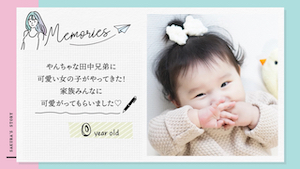 Memories
やんちゃな田中兄弟に
可愛い女の子がやってきた！
家族みんなに
可愛がってもらいました♡
0 year old
SAKURA'S STORY